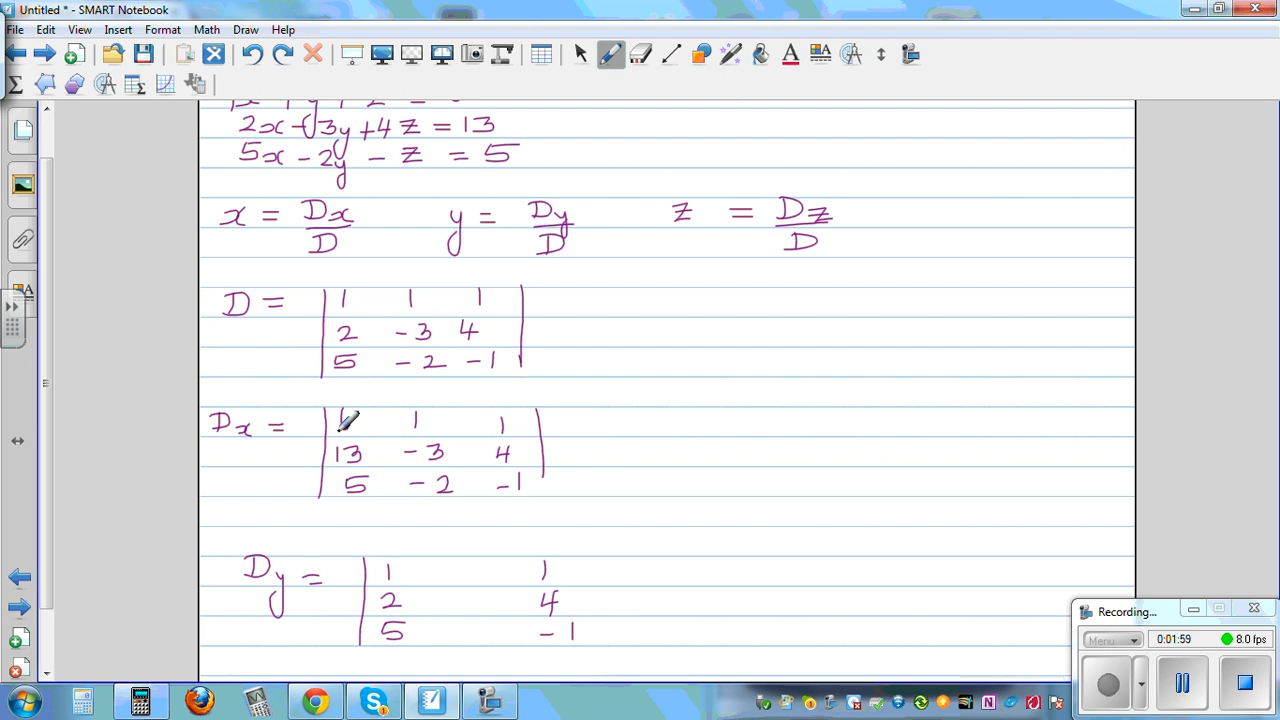 Untitled * - SMART Notebook
File Edit View Insert Format Math Draw Help
2x - 3y + 4z = 13
5x - 2y - z = 5
x = Dx/D y = Dy/D z = Dz/D
D = | 1 1 1 |
2 -3 4
5 -2 -1
Dx = | 1 1 |
13 -3 4
5 -2 -1
Dy = | 1 1
2 4
5 -1
Recording...
Menu 0:01:59 8.0 fps